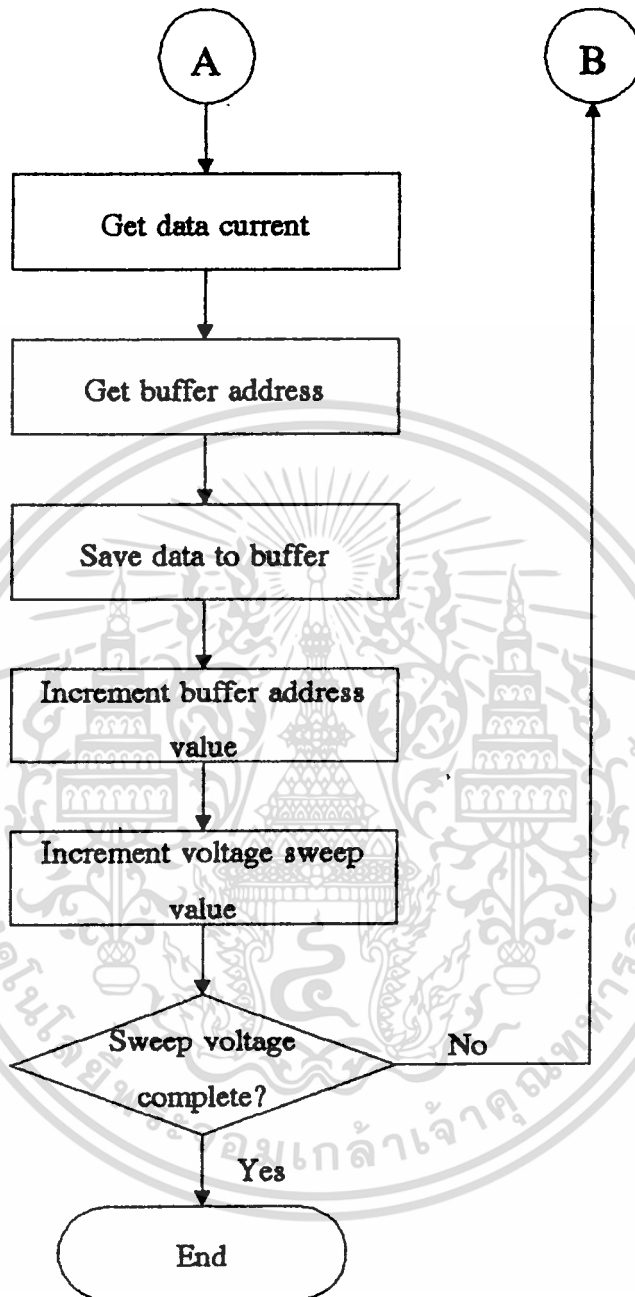 A
B
Get data current
Get buffer address
Save data to buffer
Increment buffer address
value
Increment voltage sweep
value
Sweep voltage
complete?
No
Yes
End